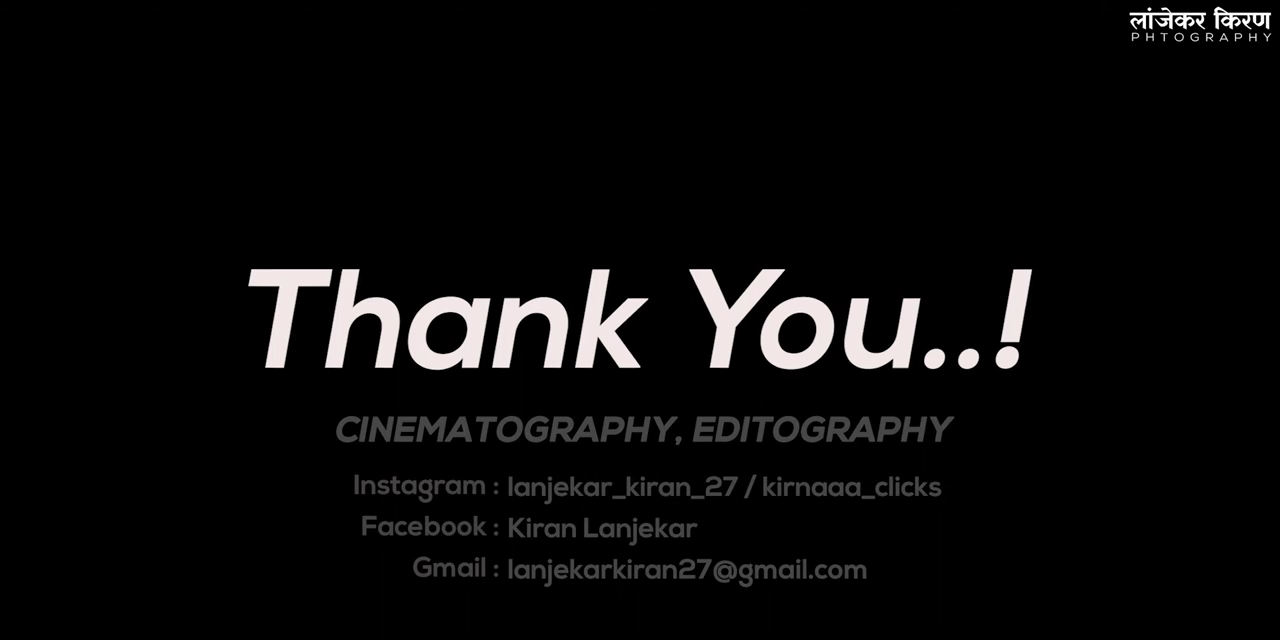 लांजेकर किरण
PHTOGRAPHY
Thank You..!
CINEMATOGRAPHY, EDITOGRAPHY
Instagram : lanjekar_kiran_27 / kirnaaa_clicks
Facebook : Kiran Lanjekar
Gmail : lanjekarkiran27@gmail.com